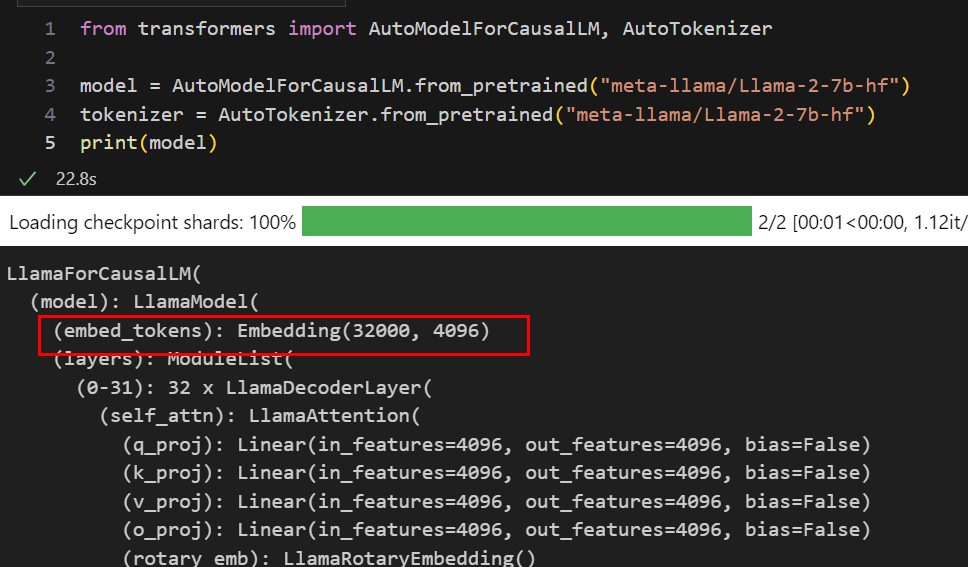 1 from transformers import AutoModelForCausalLM, AutoTokenizer
2
3 model = AutoModelForCausalLM.from_pretrained("meta-llama/Llama-2-7b-hf")
4 tokenizer = AutoTokenizer.from_pretrained("meta-llama/Llama-2-7b-hf")
5 print(model)
22.8s
Loading checkpoint shards: 100% 2/2 [00:01<00:00, 1.12it/
LlamaForCausalLM(
(model): LlamaModel(
(embed_tokens): Embedding(32000, 4096)
(layers): ModuleList(
(0-31): 32 x LlamaDecoderLayer(
(self_attn): LlamaAttention(
(q_proj): Linear(in_features=4096, out_features=4096, bias=False)
(k_proj): Linear(in_features=4096, out_features=4096, bias=False)
(v_proj): Linear(in_features=4096, out_features=4096, bias=False)
(o_proj): Linear(in_features=4096, out_features=4096, bias=False)
(rotary_emb): LlamaRotaryEmbedding()